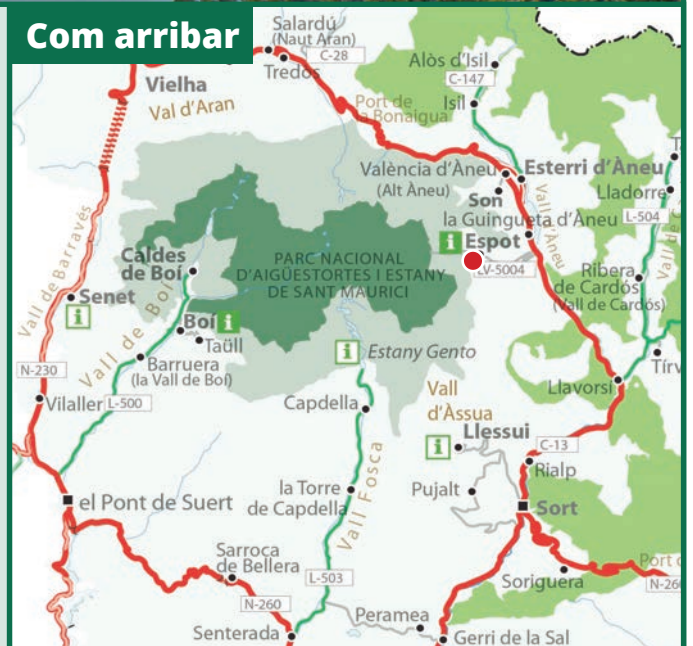 Com arribar
Salardú
(Naut Aran)
Tredòs
C-28
Alòs d'Isil
C-147
Isil
Vielha
Val d'Aran
Port de
la Bonaigua
València d'Àneu
(Alt Àneu)
Esterri d'Àneu
Son
Lladorre
la Guingueta d'Àneu
L-504
Vall d'Àneu
i Espot
LV-5004
Vall de Barravés
Caldes
de Boí
PARC NACIONAL
D'AIGÜESTORTES I ESTANY
DE SANT MAURICI
Ribera
de Cardós
(Vall de Cardós)
Senet
i
Vall de Boí
Boí i
Taüll
i Estany Gento
Barruera
(la Vall de Boí)
N-230
Vilaller
L-500
Capdella
Vall
d'Àssua
Llavorsí
i
Llessui
C-13
Rialp
el Pont de Suert
la Torre
de Capdella
Vall Fosca
Pujalt
Sort
Sarroca
de Bellera
L-503
Soriguera
N-260
Senterada
Peramea
Gerri de la Sal